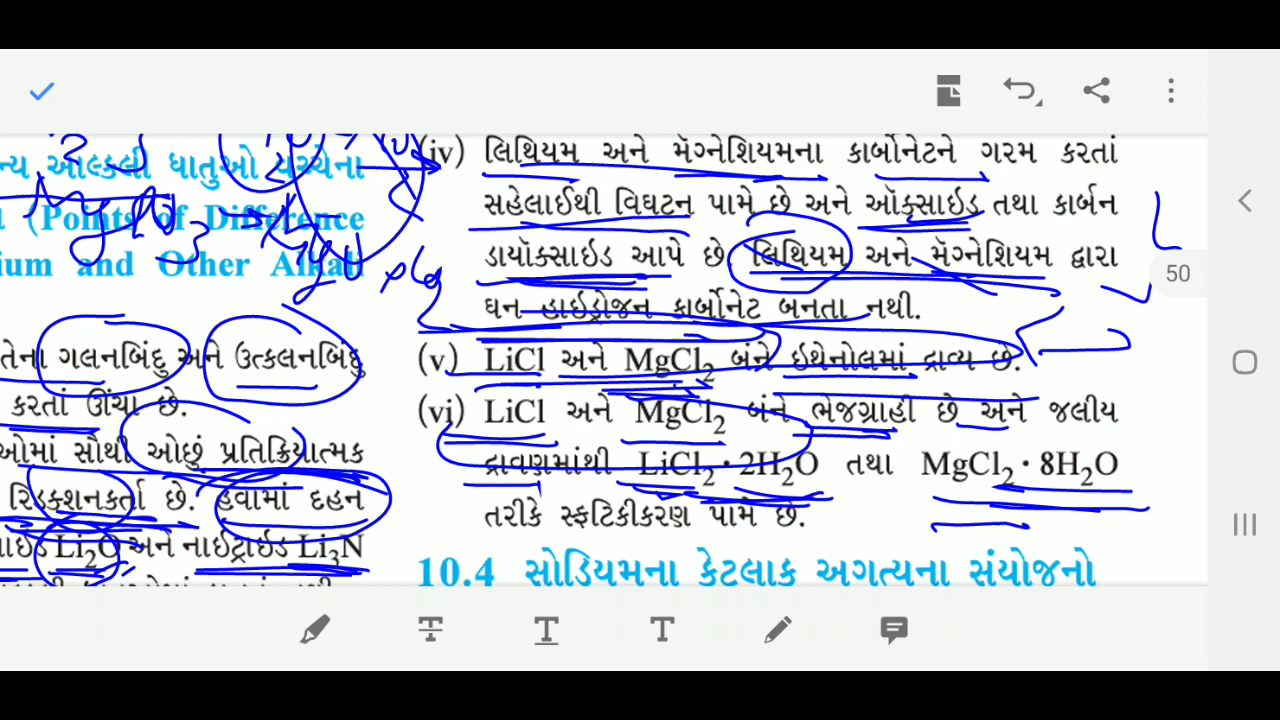 ન્ય આલ્કલી ધાતુઓ વચ્ચેના
(Points of Difference
ium and Other Alkali
તેના ગલનબિંદુ અને ઉત્કલનબિંદુ
કરતાં ઊંચા છે.
ઓમાં સૌથી ઓછું પ્રતિક્રિયાત્મક
રિડક્શનકર્તા છે. હવામાં દહન
ાઇડ Li₂O અને નાઇટ્રાઇડ Li₃N
(iv) લિથિયમ અને મૅગ્નેશિયમના કાર્બોનેટને ગરમ કરતાં
સહેલાઈથી વિઘટન પામે છે અને ઑક્સાઇડ તથા કાર્બન
ડાયૉક્સાઇડ આપે છે. લિથિયમ અને મૅગ્નેશિયમ દ્વારા
ઘન હાઇડ્રોજન કાર્બોનેટ બનતા નથી.
(v) LiCl અને MgCl₂ બંને ઇથેનોલમાં દ્રાવ્ય છે.
(vi) LiCl અને MgCl₂ બંને ભેજગ્રાહી છે અને જલીય
દ્રાવણમાંથી LiCl₂·2H₂O તથા MgCl₂·8H₂O
તરીકે સ્ફટિકીકરણ પામે છે.
10.4 સોડિયમના કેટલાક અગત્યના સંયોજનો
50